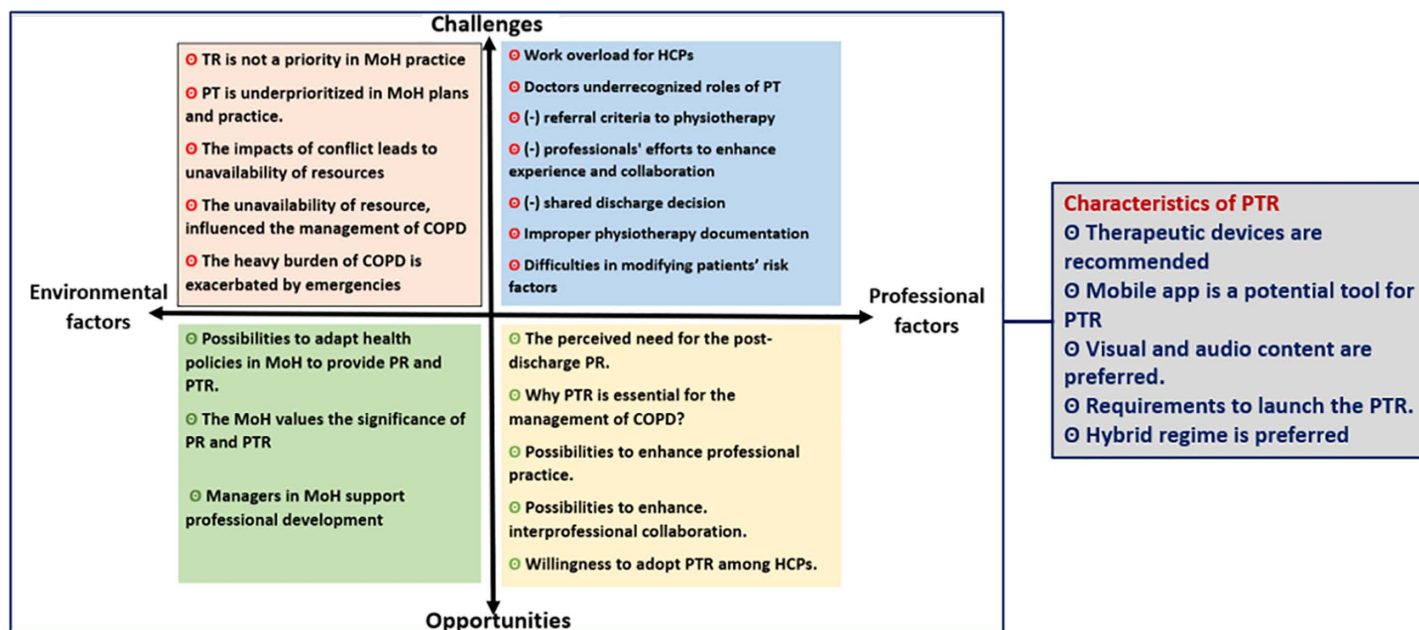 Challenges
ʘ TR is not a priority in MoH practice
ʘ PT is underprioritized in MoH plans
and practice.
ʘ The impacts of conflict leads to
unavailability of resources
ʘ The unavailability of resource,
influenced the management of COPD
ʘ The heavy burden of COPD is
exacerbated by emergencies
ʘ Work overload for HCPs
ʘ Doctors underrecognized roles of PT
ʘ (-) referral criteria to physiotherapy
ʘ (-) professionals' efforts to enhance
experience and collaboration
ʘ (-) shared discharge decision
ʘ Improper physiotherapy documentation
ʘ Difficulties in modifying patients’ risk
factors
Environmental
factors
Professional
factors
ʘ Possibilities to adapt health
policies in MoH to provide PR and
PTR.
ʘ The MoH values the significance of
PR and PTR
ʘ Managers in MoH support
professional development
ʘ The perceived need for the post-
discharge PR.
ʘ Why PTR is essential for the
management of COPD?
ʘ Possibilities to enhance professional
practice.
ʘ Possibilities to enhance.
interprofessional collaboration.
ʘ Willingness to adopt PTR among HCPs.
Opportunities
Characteristics of PTR
ʘ Therapeutic devices are
recommended
ʘ Mobile app is a potential tool for
PTR
ʘ Visual and audio content are
preferred.
ʘ Requirements to launch the PTR.
ʘ Hybrid regime is preferred